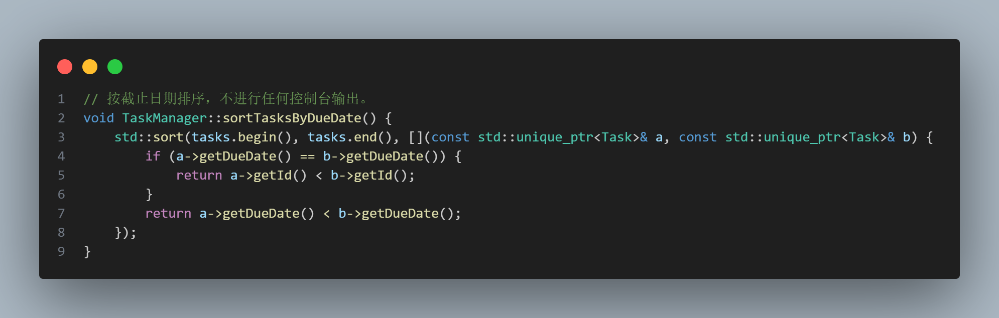 1 // 按截止日期排序，不进行任何控制台输出。
2 void TaskManager::sortTasksByDueDate() {
3     std::sort(tasks.begin(), tasks.end(), [](const std::unique_ptr<Task>& a, const std::unique_ptr<Task>& b) {
4         if (a->getDueDate() == b->getDueDate()) {
5             return a->getId() < b->getId();
6         }
7         return a->getDueDate() < b->getDueDate();
8     });
9 }